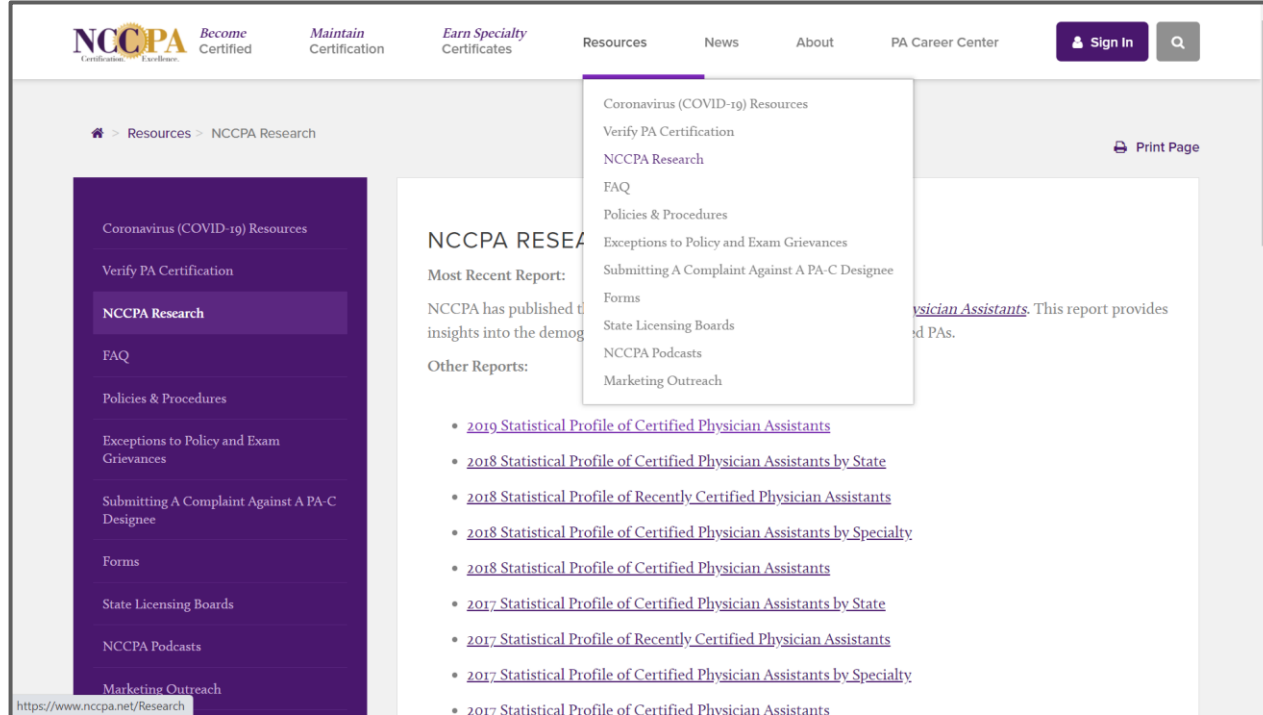 NCCPA
Certification. Excellence.
Become
Certified
Maintain
Certification
Earn Specialty
Certificates
Resources
News
About
PA Career Center
Sign In
> Resources > NCCPA Research
Print Page
Coronavirus (COVID-19) Resources
Verify PA Certification
NCCPA Research
FAQ
Policies & Procedures
Exceptions to Policy and Exam Grievances
Submitting A Complaint Against A PA-C Designee
Forms
State Licensing Boards
NCCPA Podcasts
Marketing Outreach
Coronavirus (COVID-19) Resources
Verify PA Certification
NCCPA Research
FAQ
Policies & Procedures
Exceptions to Policy and Exam
Grievances
Submitting A Complaint Against A PA-C
Designee
Forms
State Licensing Boards
NCCPA Podcasts
Marketing Outreach
https://www.nccpa.net/Research
NCCPA RESEA
Most Recent Report:
NCCPA has published t ysician Assistants. This report provides
insights into the demog ed PAs.
Other Reports:
• 2019 Statistical Profile of Certified Physician Assistants
• 2018 Statistical Profile of Certified Physician Assistants by State
• 2018 Statistical Profile of Recently Certified Physician Assistants
• 2018 Statistical Profile of Certified Physician Assistants by Specialty
• 2018 Statistical Profile of Certified Physician Assistants
• 2017 Statistical Profile of Certified Physician Assistants by State
• 2017 Statistical Profile of Recently Certified Physician Assistants
• 2017 Statistical Profile of Certified Physician Assistants by Specialty
• 2017 Statistical Profile of Certified Physician Assistants